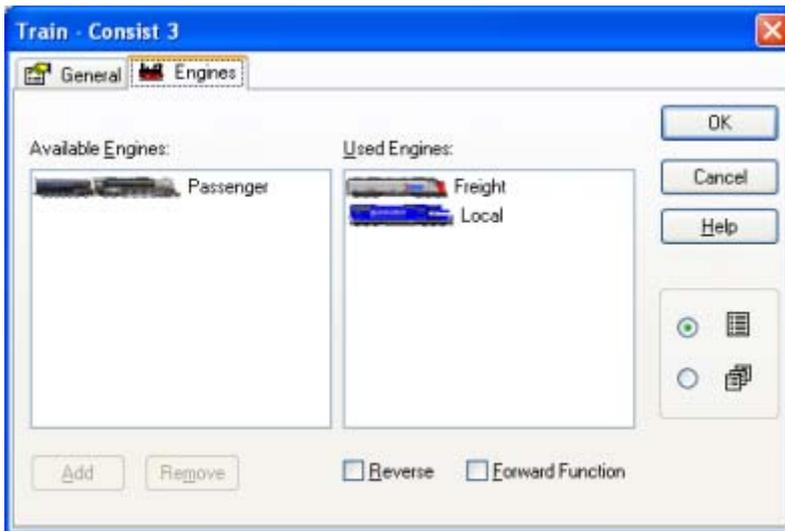 Train - Consist 3
General
Engines
Available Engines:
Used Engines:
Passenger
Freight
Local
OK
Cancel
Help
Add
Remove
Reverse
Forward Function